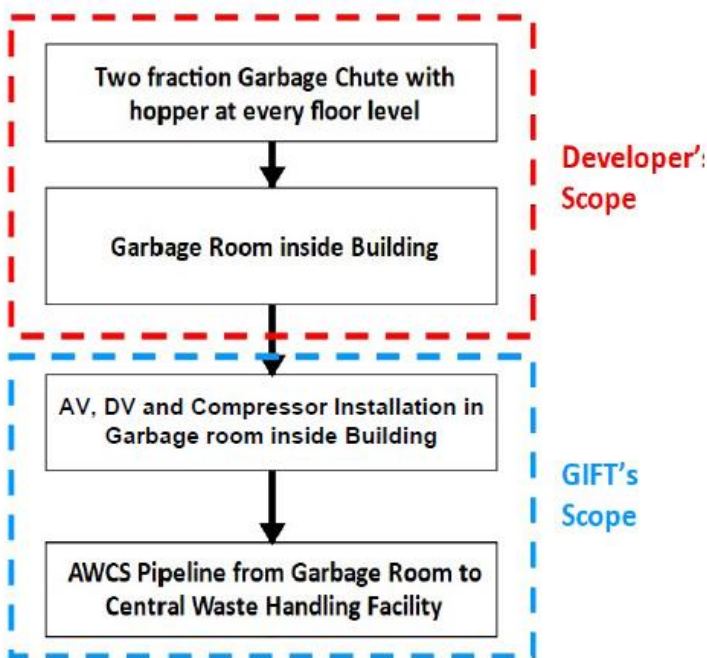 Two fraction Garbage Chute with
hopper at every floor level
Developer's
Scope
Garbage Room inside Building
AV, DV and Compressor Installation in
Garbage room inside Building
GIFT's
Scope
AWCS Pipeline from Garbage Room to
Central Waste Handling Facility